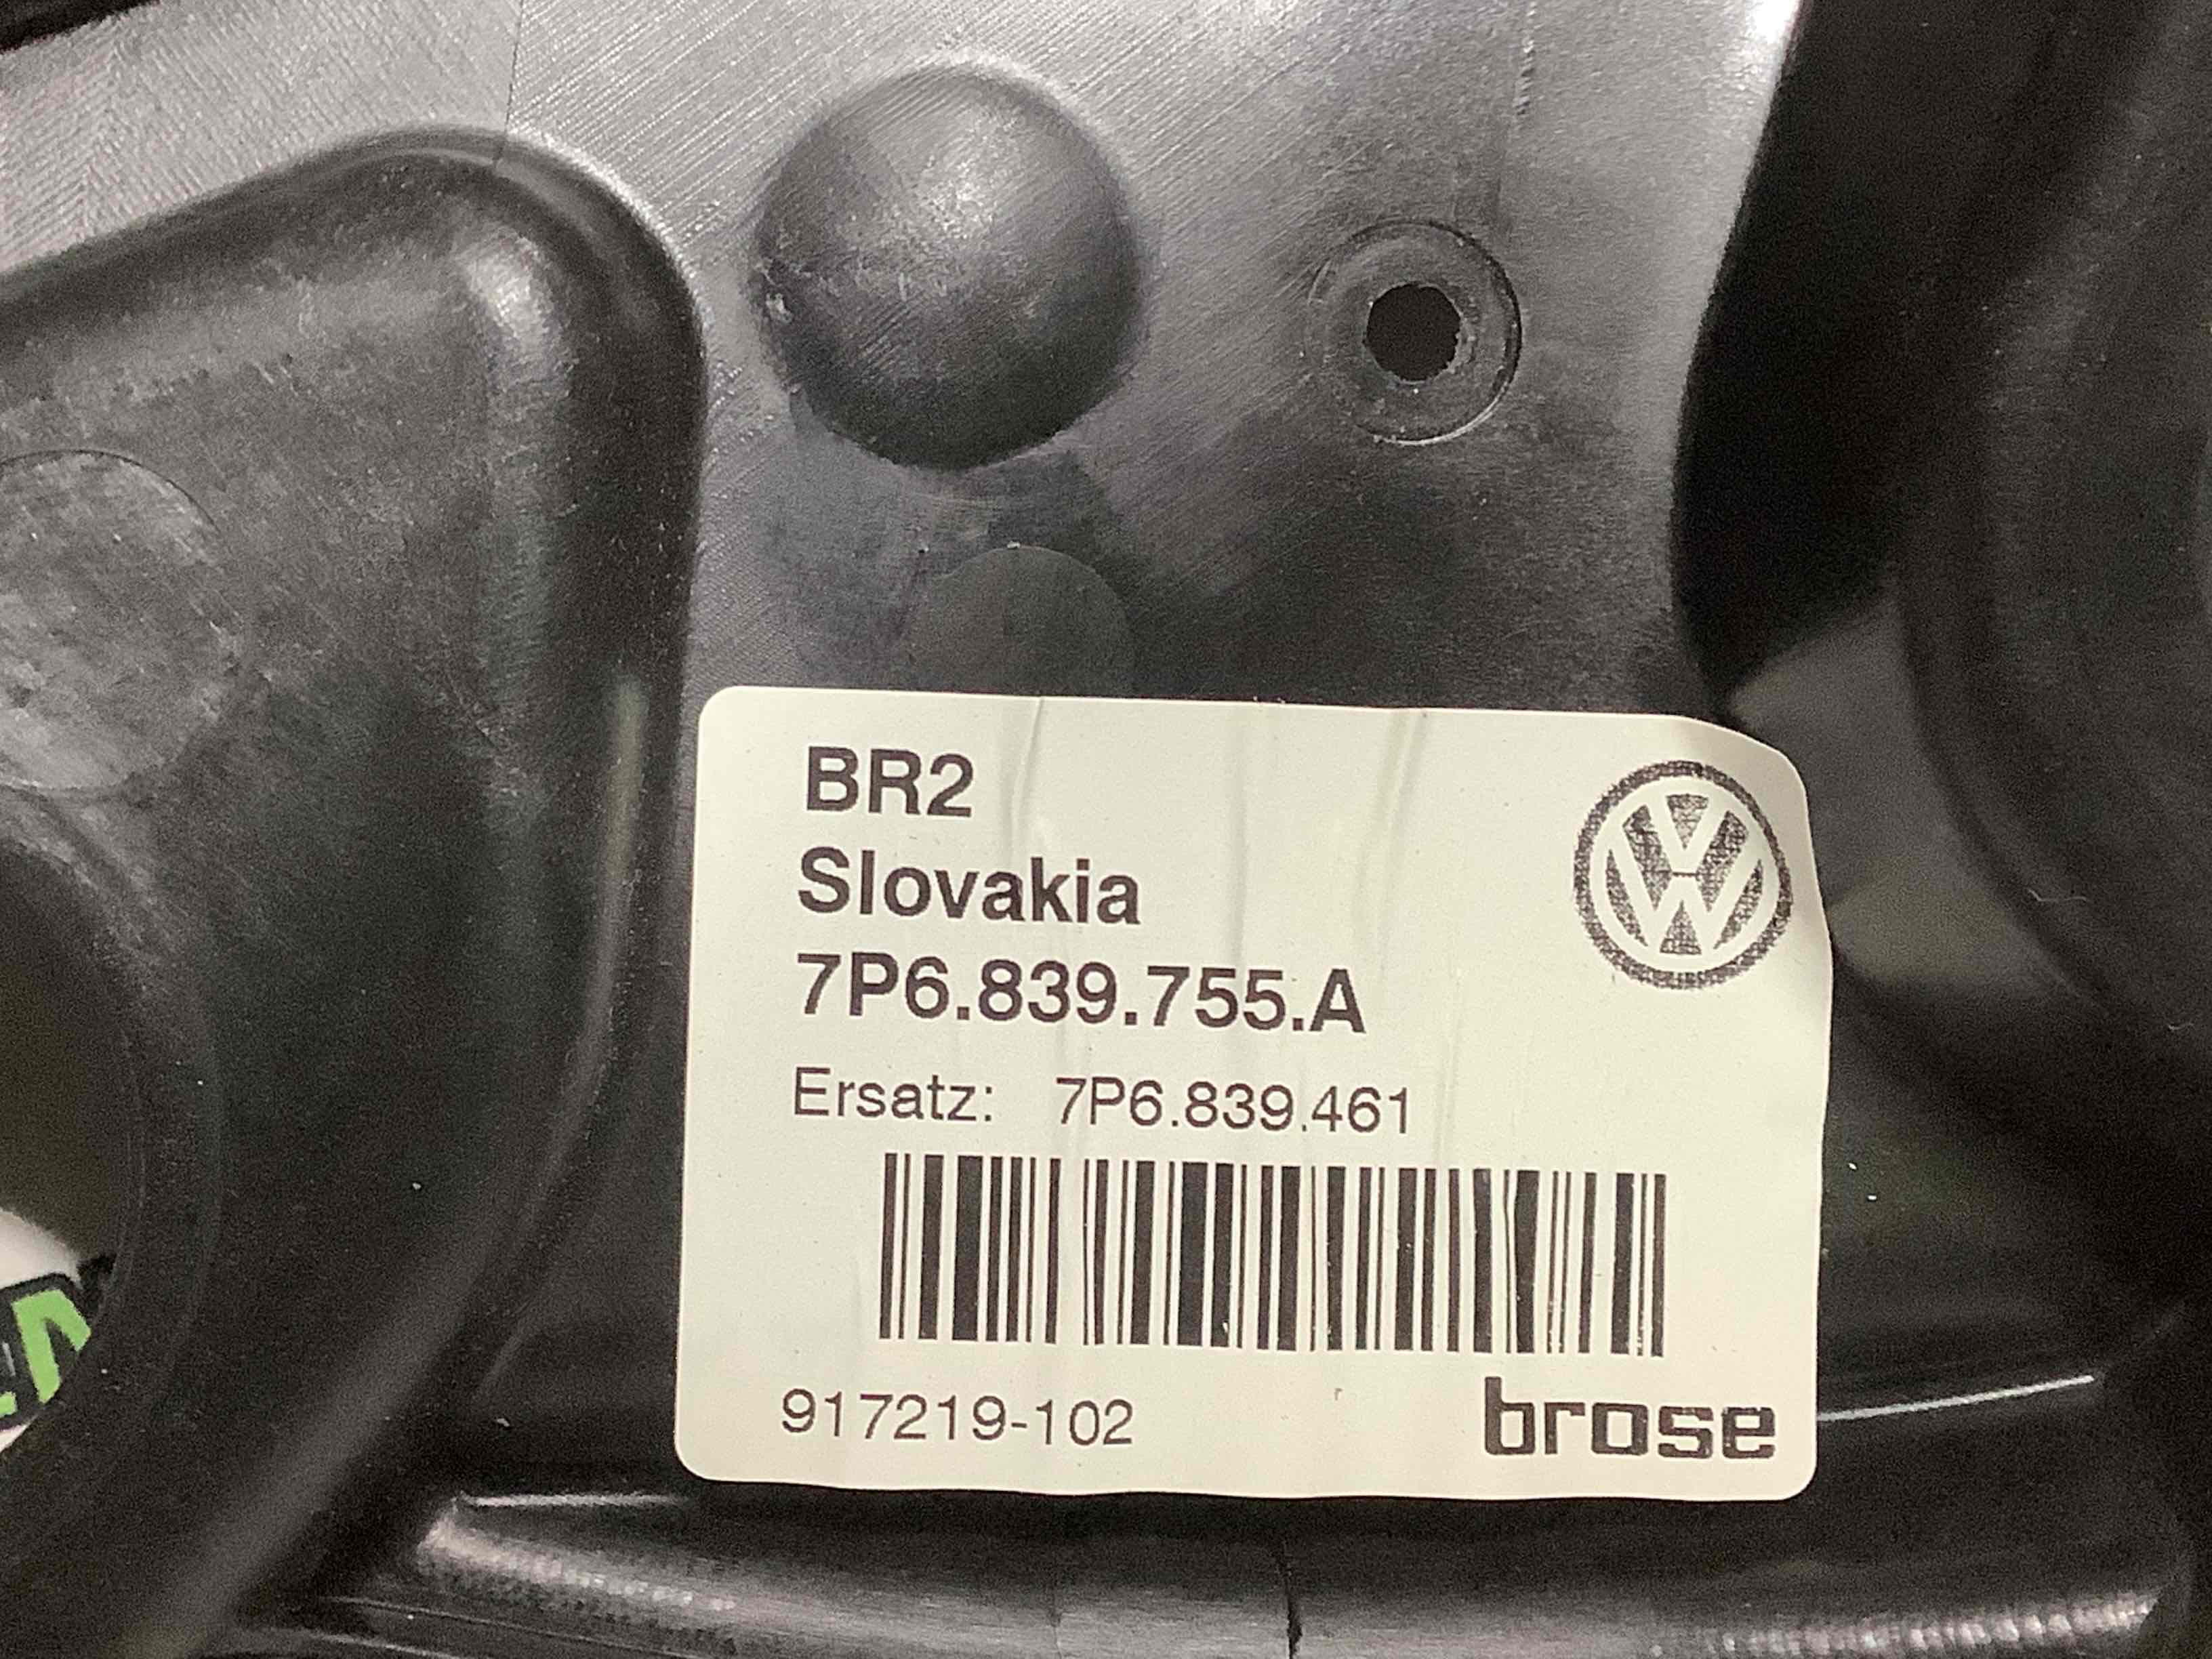 BR2
Slovakia
7P6.839.755.A
Ersatz: 7P6.839.461
917219-102
brose